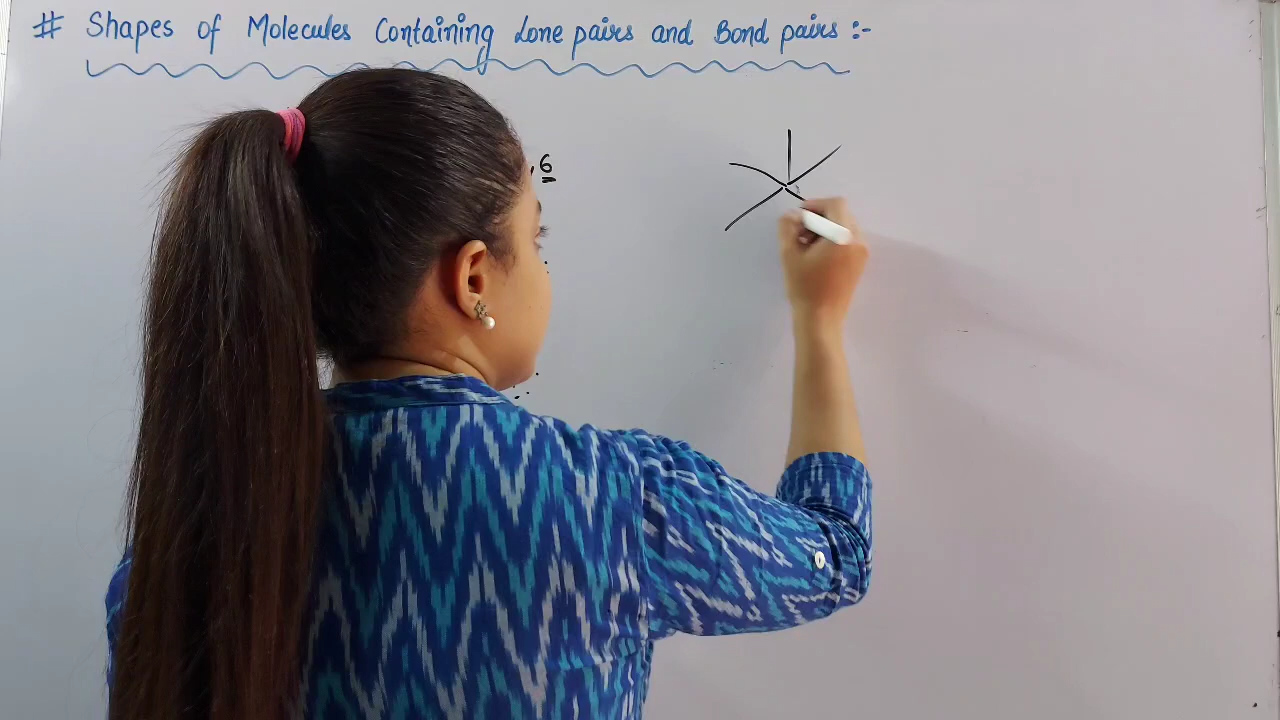 # Shapes of Molecules Containing Lone pairs and Bond pairs :-
, 6